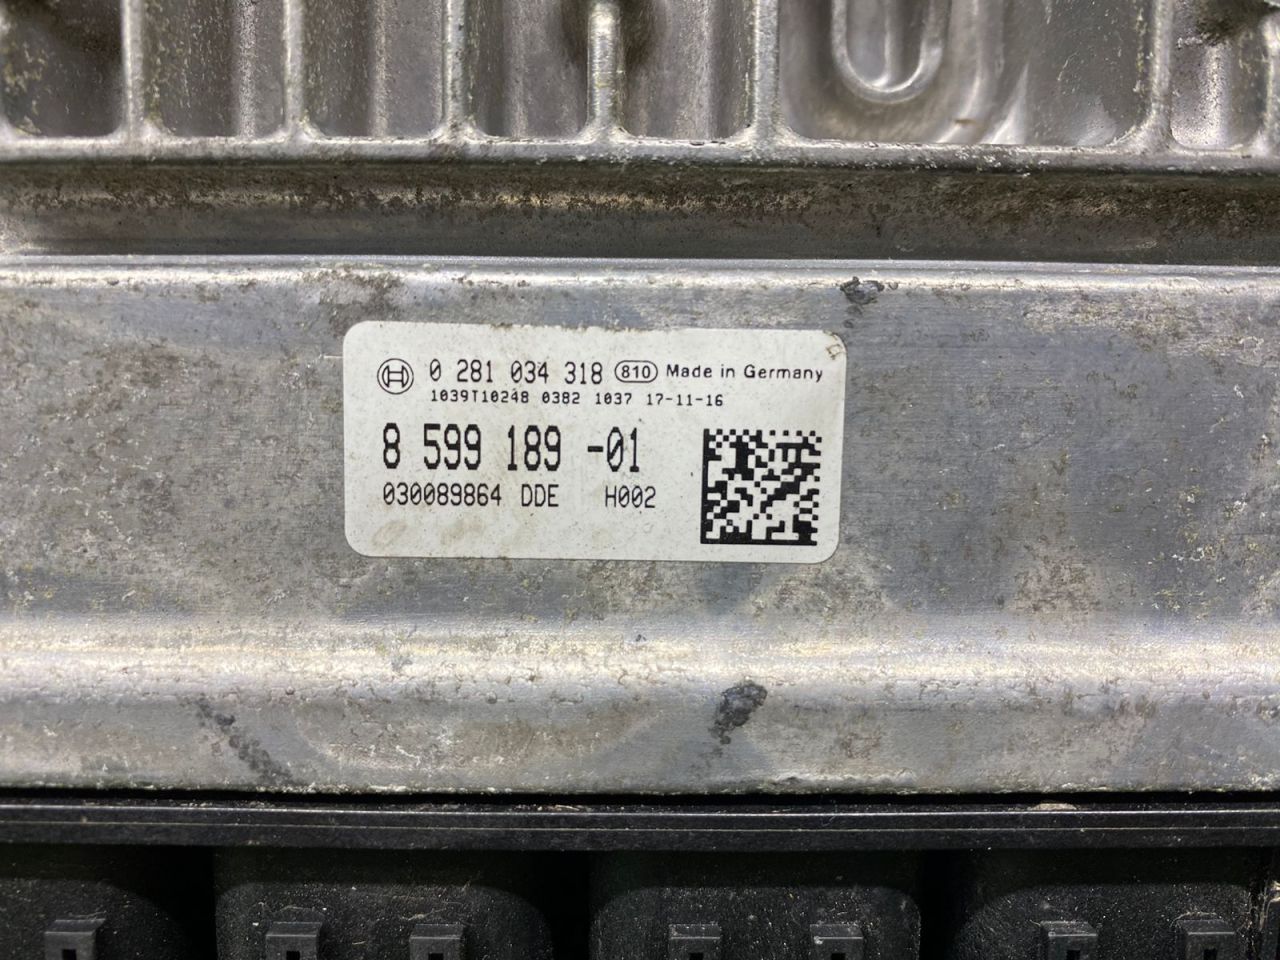 0 281 034 318 810 Made in Germany
1039T10248 0382 1037 17-11-16
8 599 189 -01
030089864 DDE H002